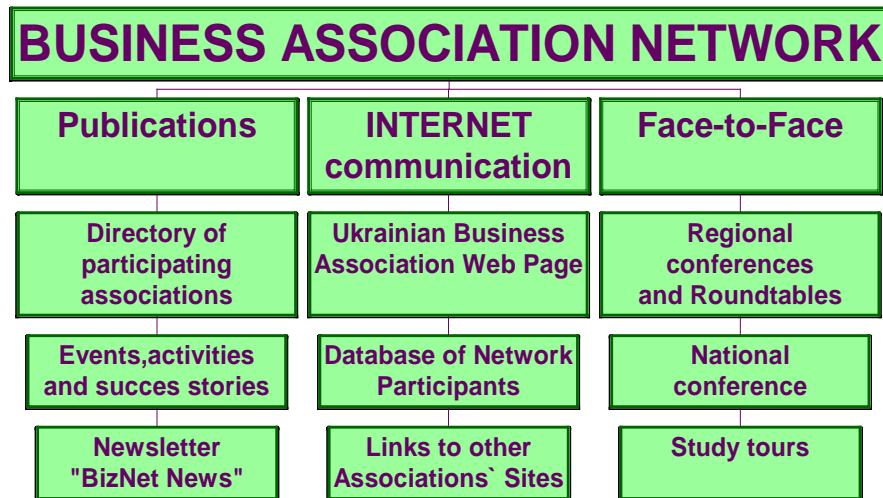 BUSINESS ASSOCIATION NETWORK
Publications
Directory of
participating
associations
Events,activities
and succes stories
Newsletter
"BizNet News"
INTERNET
communication
Ukrainian Business
Association Web Page
Database of Network
Participants
Links to other
Associations` Sites
Face-to-Face
Regional
conferences
and Roundtables
National
conference
Study tours